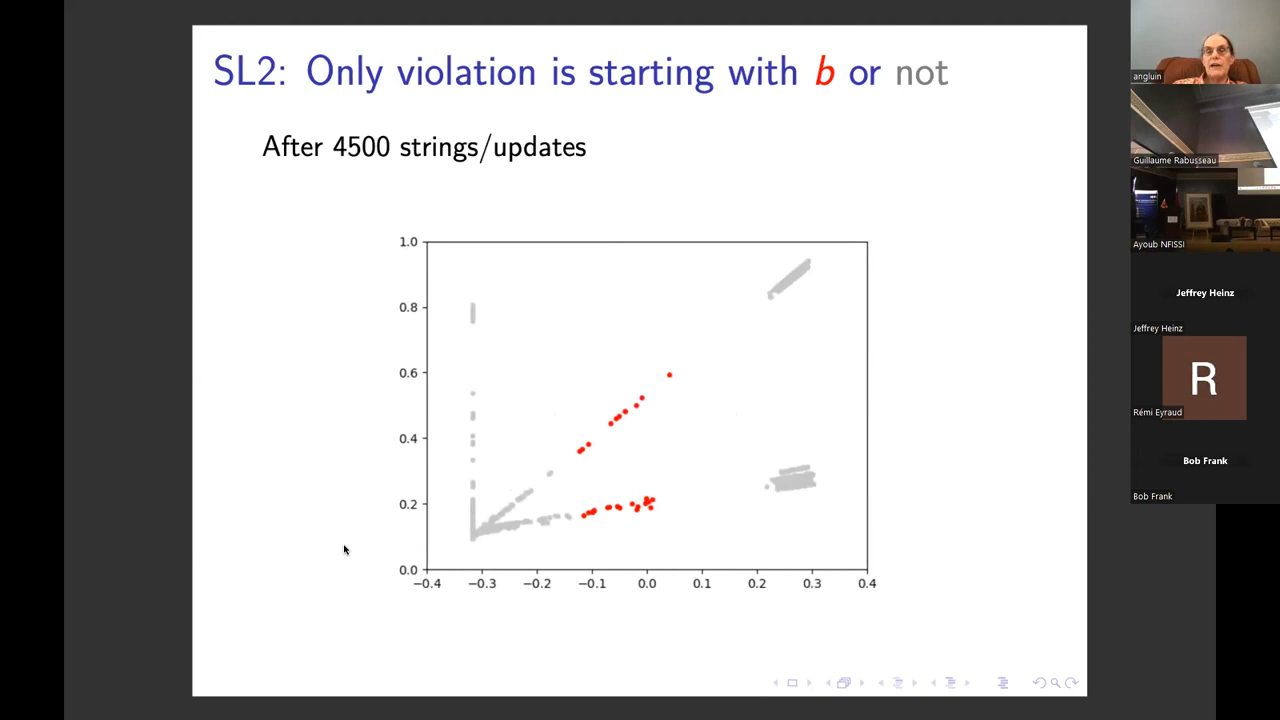 SL2: Only violation is starting with b or not
After 4500 strings/updates
1.0
0.8
0.6
0.4
0.2
0.0
−0.4 −0.3 −0.2 −0.1 0.0 0.1 0.2 0.3 0.4
angluin
Guillaume Rabusseau
Ayoub NFISSI
Jeffrey Heinz
Jeffrey Heinz
R
Rémi Eyraud
Bob Frank
Bob Frank